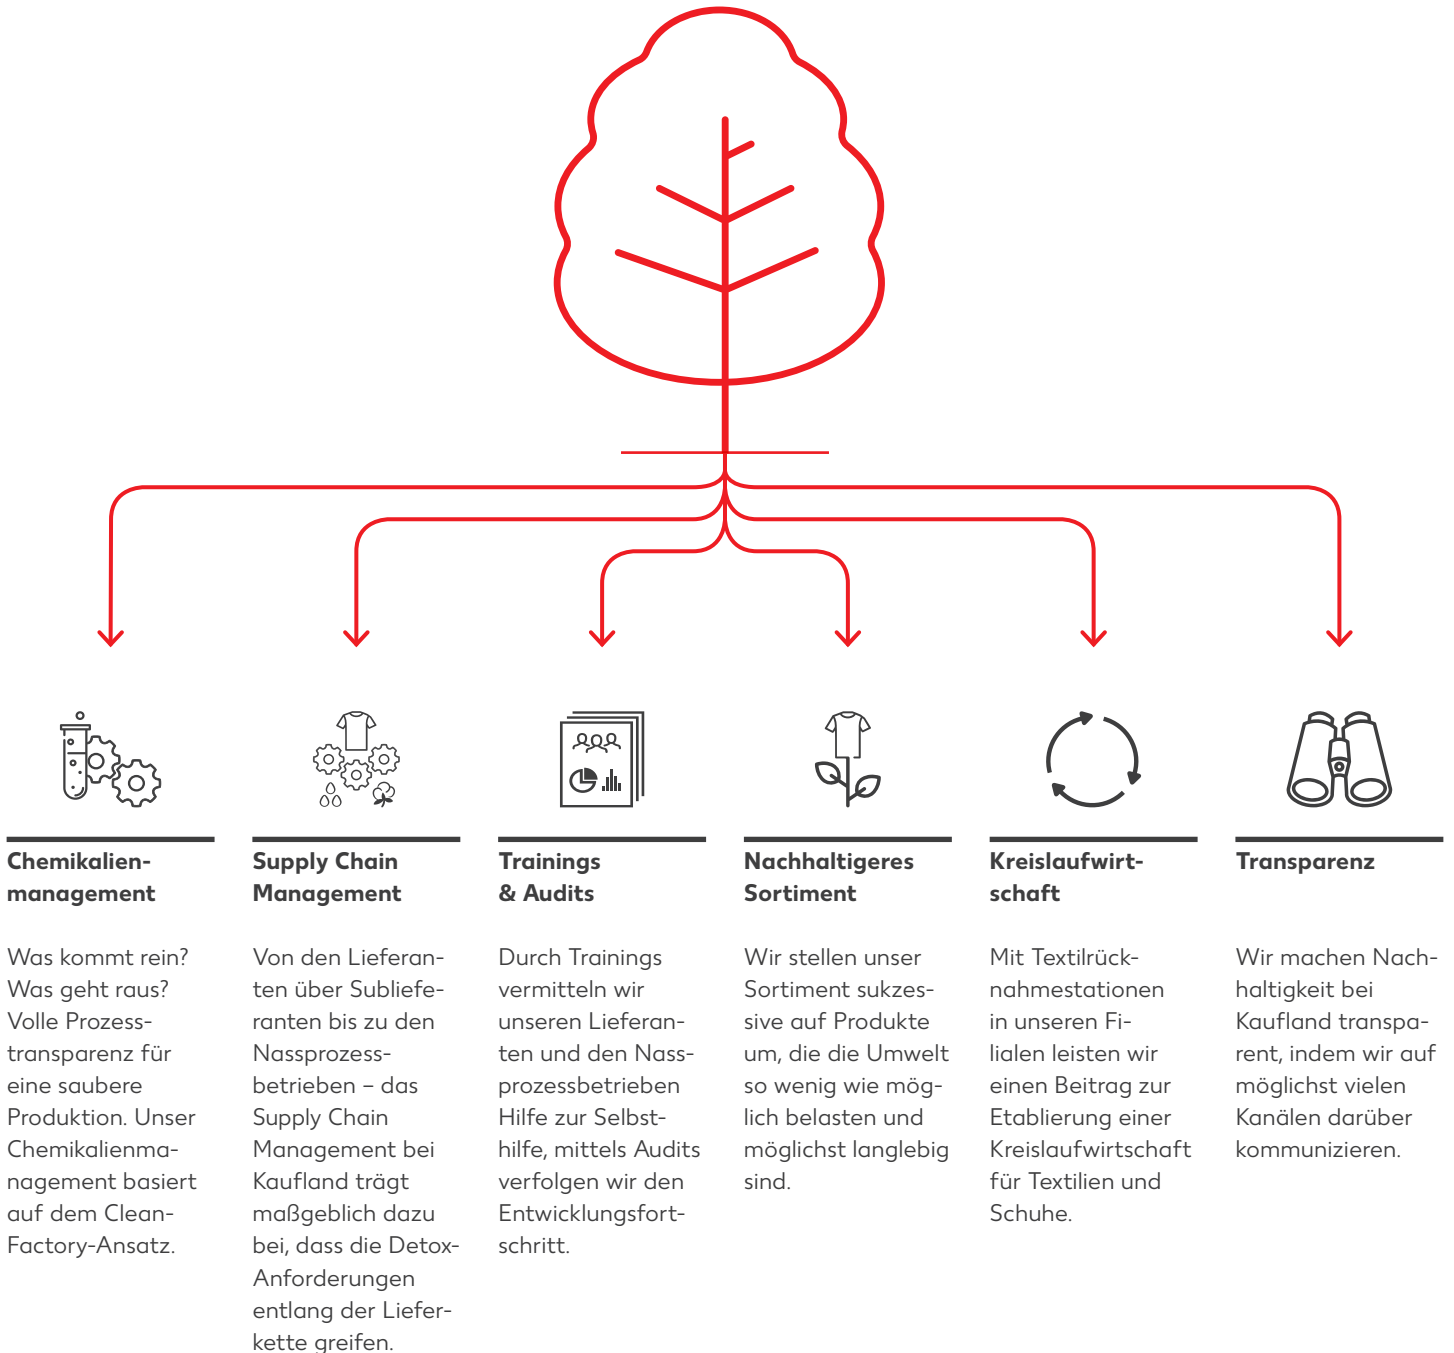 Chemikalien-
management
Was kommt rein?
Was geht raus?
Volle Prozess-
transparenz für
eine saubere
Produktion. Unser
Chemikalienma-
nagement basiert
auf dem Clean-
Factory-Ansatz.
Supply Chain
Management
Von den Lieferan-
ten über Subliefe-
ranten bis zu den
Nassprozess-
betrieben – das
Supply Chain
Management bei
Kaufland trägt
maßgeblich dazu
bei, dass die Detox-
Anforderungen
entlang der Liefer-
kette greifen.
Trainings
& Audits
Durch Trainings
vermitteln wir
unseren Lieferan-
ten und den Nass-
prozessbetrieben
Hilfe zur Selbst-
hilfe, mittels Audits
verfolgen wir den
Entwicklungsfort-
schritt.
Nachhaltigeres
Sortiment
Wir stellen unser
Sortiment sukzes-
sive auf Produkte
um, die die Umwelt
so wenig wie mög-
lich belasten und
möglichst langlebig
sind.
Kreislaufwirt-
schaft
Mit Textilrück-
nahmestationen
in unseren Fi-
lialen leisten wir
einen Beitrag zur
Etablierung einer
Kreislaufwirtschaft
für Textilien und
Schuhe.
Transparenz
Wir machen Nach-
haltigkeit bei
Kaufland transpa-
rent, indem wir auf
möglichst vielen
Kanälen darüber
kommunizieren.